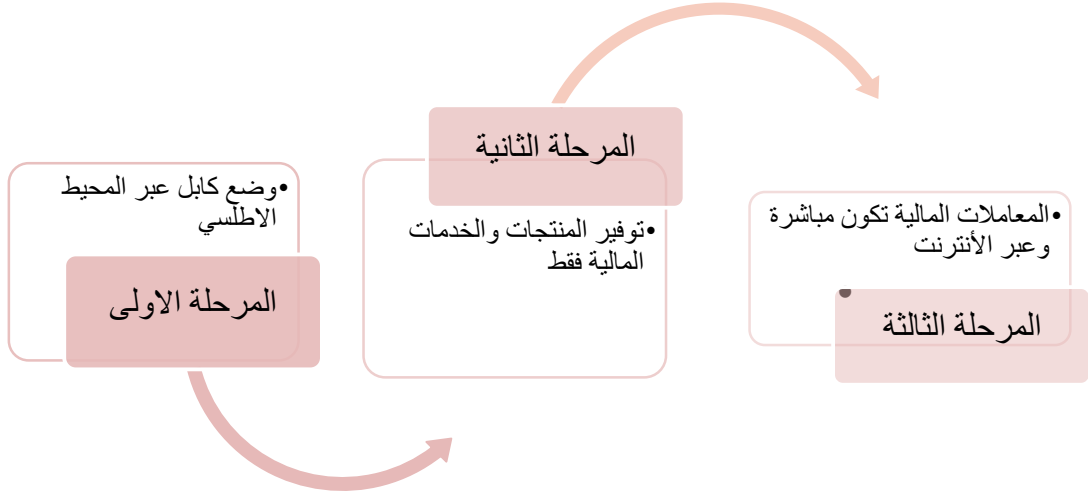 •وضع كابل عبر المحيط
الاطلسي
المرحلة الاولى
المرحلة الثانية
•توفير المنتجات والخدمات
المالية فقط
•المعاملات المالية تكون مباشرة
وعبر الأنترنت
المرحلة الثالثة